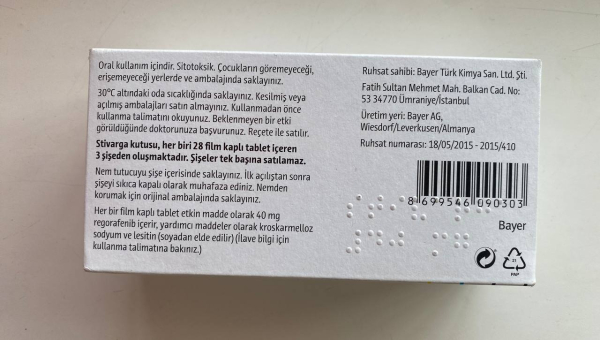 Oral kullanım içindir. Sitotoksik. Çocukların göremeyeceği,
erişemeyeceği yerlerde ve ambalajında saklayınız.
30°C altındaki oda sıcaklığında saklayınız. Kesilmiş veya
açılmış ambalajları satın almayınız. Kullanmadan önce
kullanma talimatını okuyunuz. Beklenmeyen bir etki
görüldüğünde doktorunuza başvurunuz. Reçete ile satılır.
Stivarga kutusu, her biri 28 film kaplı tablet içeren
3 şişeden oluşmaktadır. Şişeler tek başına satılamaz.
Nem tutucuyu şişe içerisinde saklayınız. İlk açılıştan sonra
şişeyi sıkıca kapalı olarak muhafaza ediniz. Nemden
korumak için orijinal ambalajında saklayınız.
Her bir film kaplı tablet etkin madde olarak 40 mg
regorafenib içerir, yardımcı maddeler olarak kroskarmelloz
sodyum ve lesitin (soyadan elde edilir) (İlave bilgi için
kullanma talimatına bakınız.)
Ruhsat sahibi: Bayer Türk Kimya San. Ltd. Şti.
Fatih Sultan Mehmet Mah. Balkan Cad. No:
53 34770 Ümraniye/İstanbul
Üretim yeri: Bayer AG,
Wiesdorf/Leverkusen/Almanya
Ruhsat numarası: 18/05/2015 - 2015/410
8 699546 090303
Bayer
21
PAP